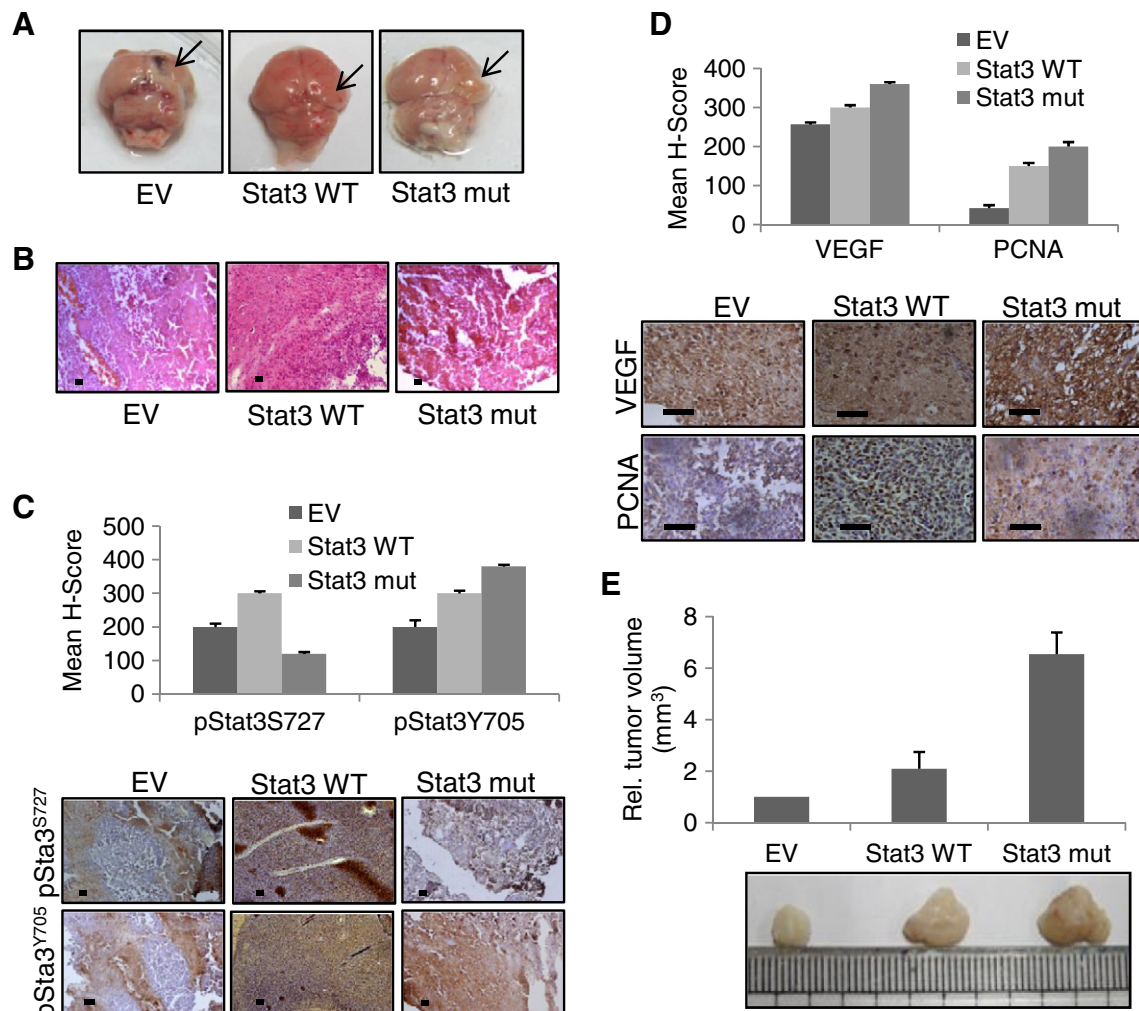 A
EV
Stat3 WT
Stat3 mut
B
EV
Stat3 WT
Stat3 mut
C
EV
Stat3 WT
Stat3 mut
Mean H-Score
500
400
300
200
100
0
pStat3S727
pStat3Y705
EV
Stat3 WT
Stat3 mut
pSta3S727
pSta3Y705
D
EV
Stat3 WT
Stat3 mut
Mean H-Score
400
300
200
100
0
VEGF
PCNA
EV
Stat3 WT
Stat3 mut
VEGF
PCNA
E
Rel. tumor volume
(mm3)
8
6
4
2
0
EV
Stat3 WT
Stat3 mut